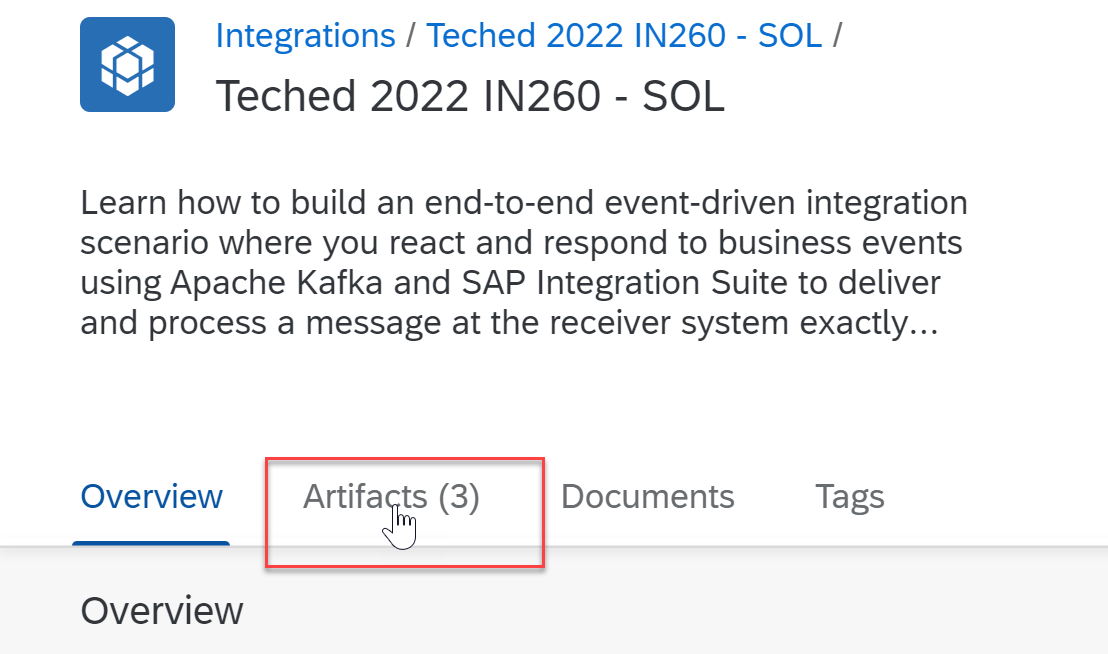 Integrations / Teched 2022 IN260 - SOL /
Teched 2022 IN260 - SOL
Learn how to build an end-to-end event-driven integration
scenario where you react and respond to business events
using Apache Kafka and SAP Integration Suite to deliver
and process a message at the receiver system exactly...
Overview Artifacts (3) Documents Tags
Overview